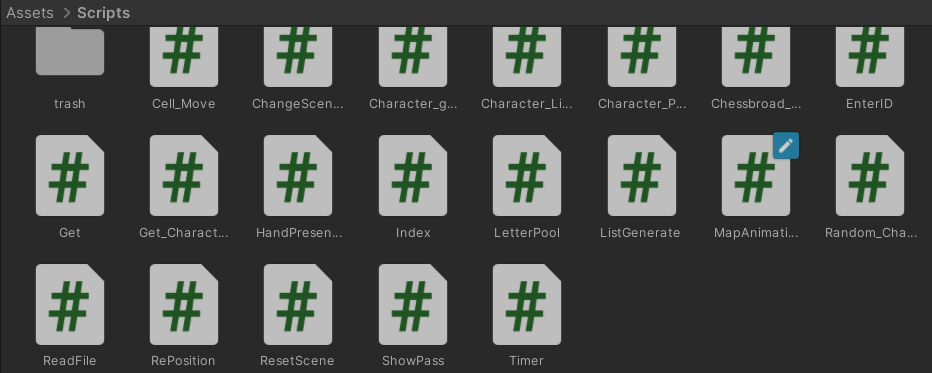 Assets > Scripts
trash Cell_Move ChangeScen... Character_g... Character_Li... Character_P... Chessbroad_... EnterID
Get Get_Charact... HandPresen... Index LetterPool ListGenerate MapAnimati... Random_Cha...
ReadFile RePosition ResetScene ShowPass Timer